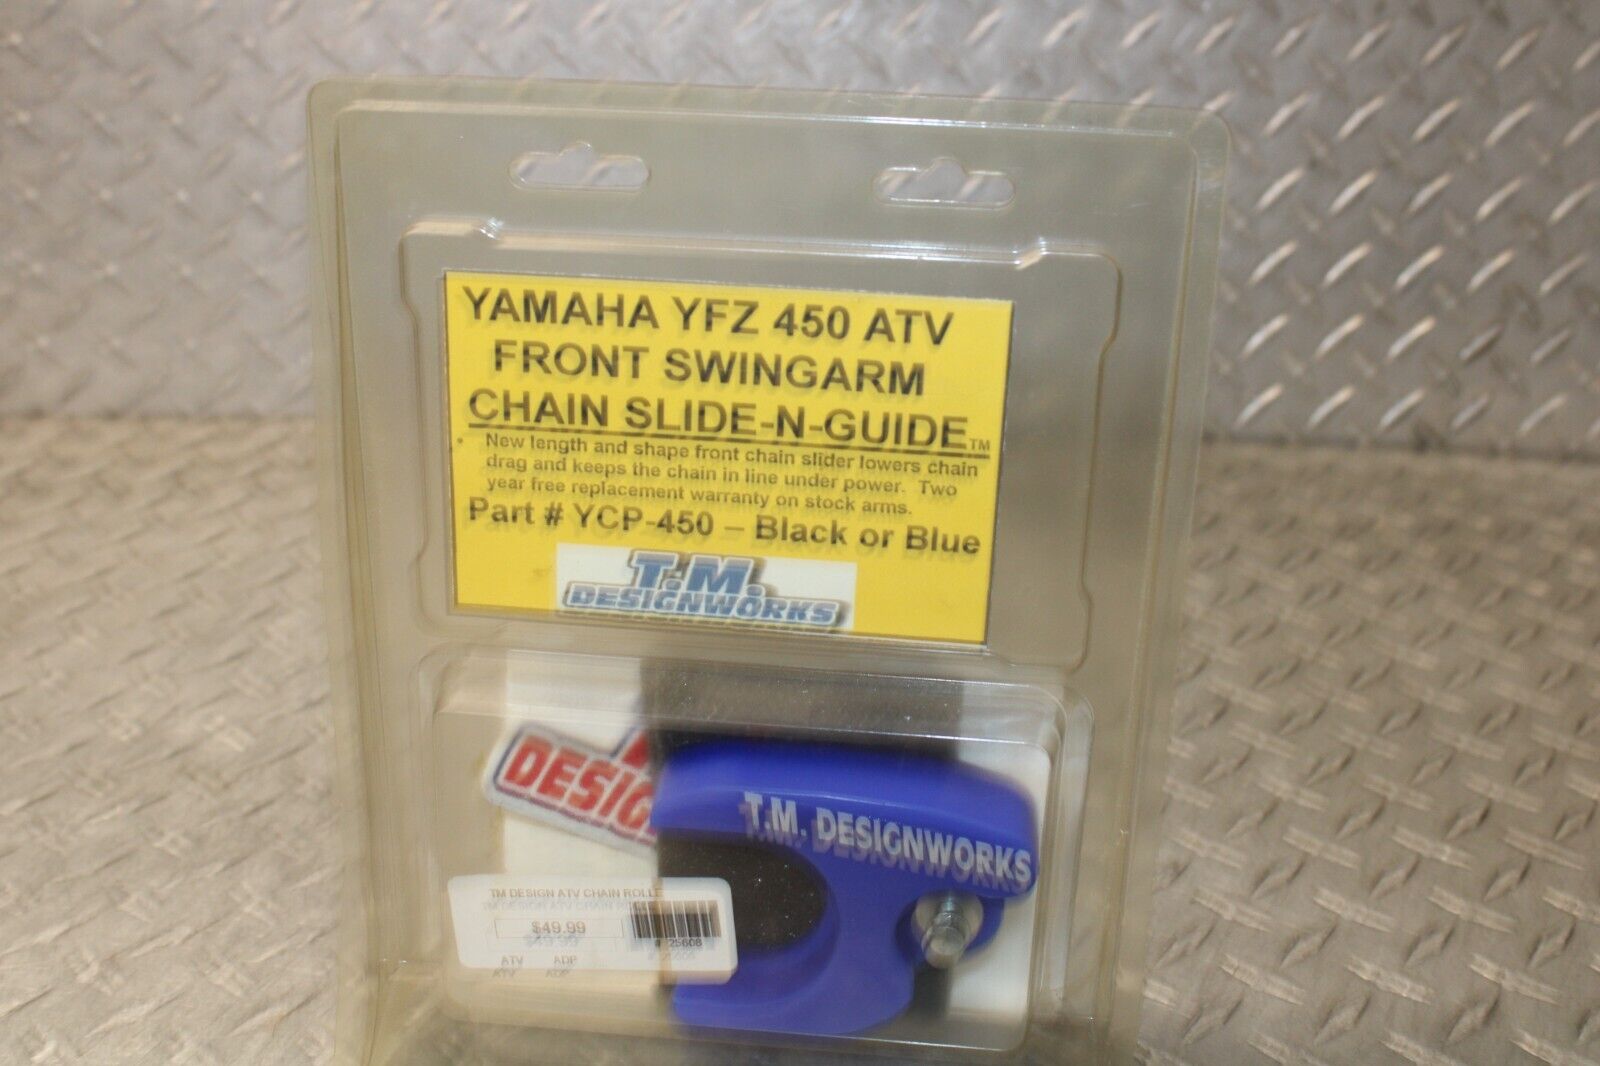 YAMAHA YFZ 450 ATV
FRONT SWINGARM
CHAIN SLIDE-N-GUIDE™
New length and shape front chain slider lowers chain
drag and keeps the chain in line under power. Two
year free replacement warranty on stock arms.
Part # YCP-450 – Black or Blue
T.M.
DESIGNWORKS
DESIG
T.M. DESIGNWORKS
TM DESIGN ATV CHAIN ROLLE
$49.99
# 25608
ATV ADP